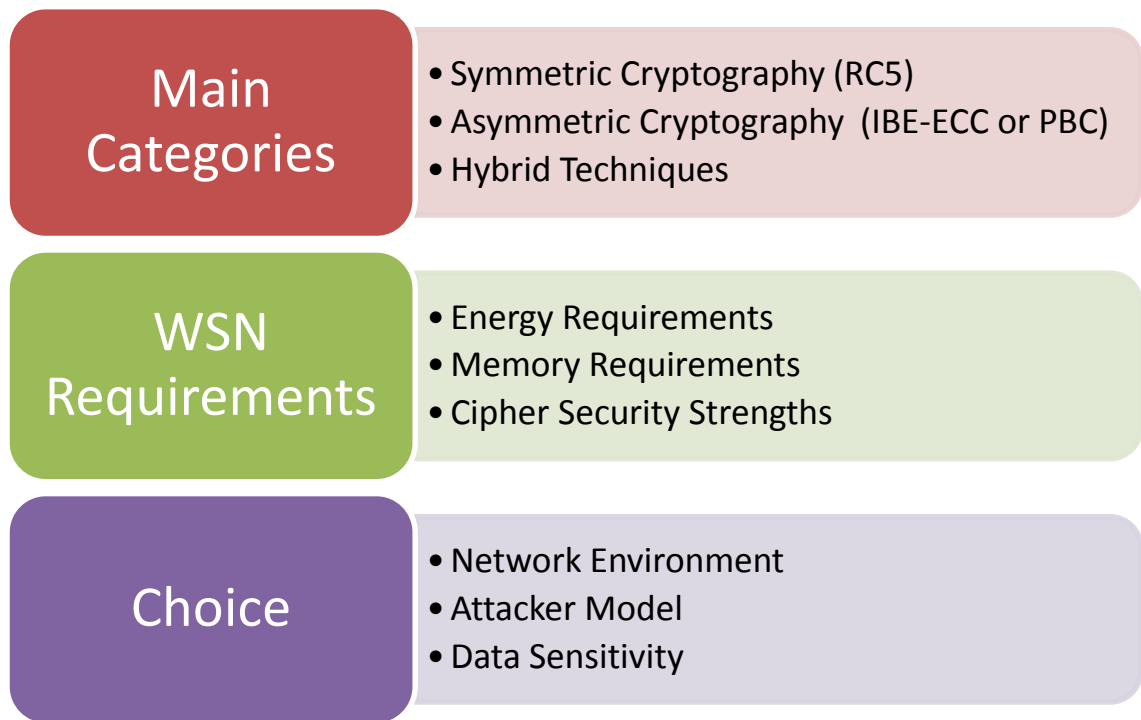 Main
Categories
• Symmetric Cryptography (RC5)
• Asymmetric Cryptography (IBE-ECC or PBC)
• Hybrid Techniques
WSN
Requirements
• Energy Requirements
• Memory Requirements
• Cipher Security Strengths
Choice
• Network Environment
• Attacker Model
• Data Sensitivity